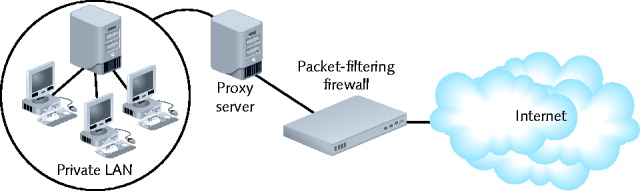 Private LAN
Proxy
server
Packet-filtering
firewall
Internet